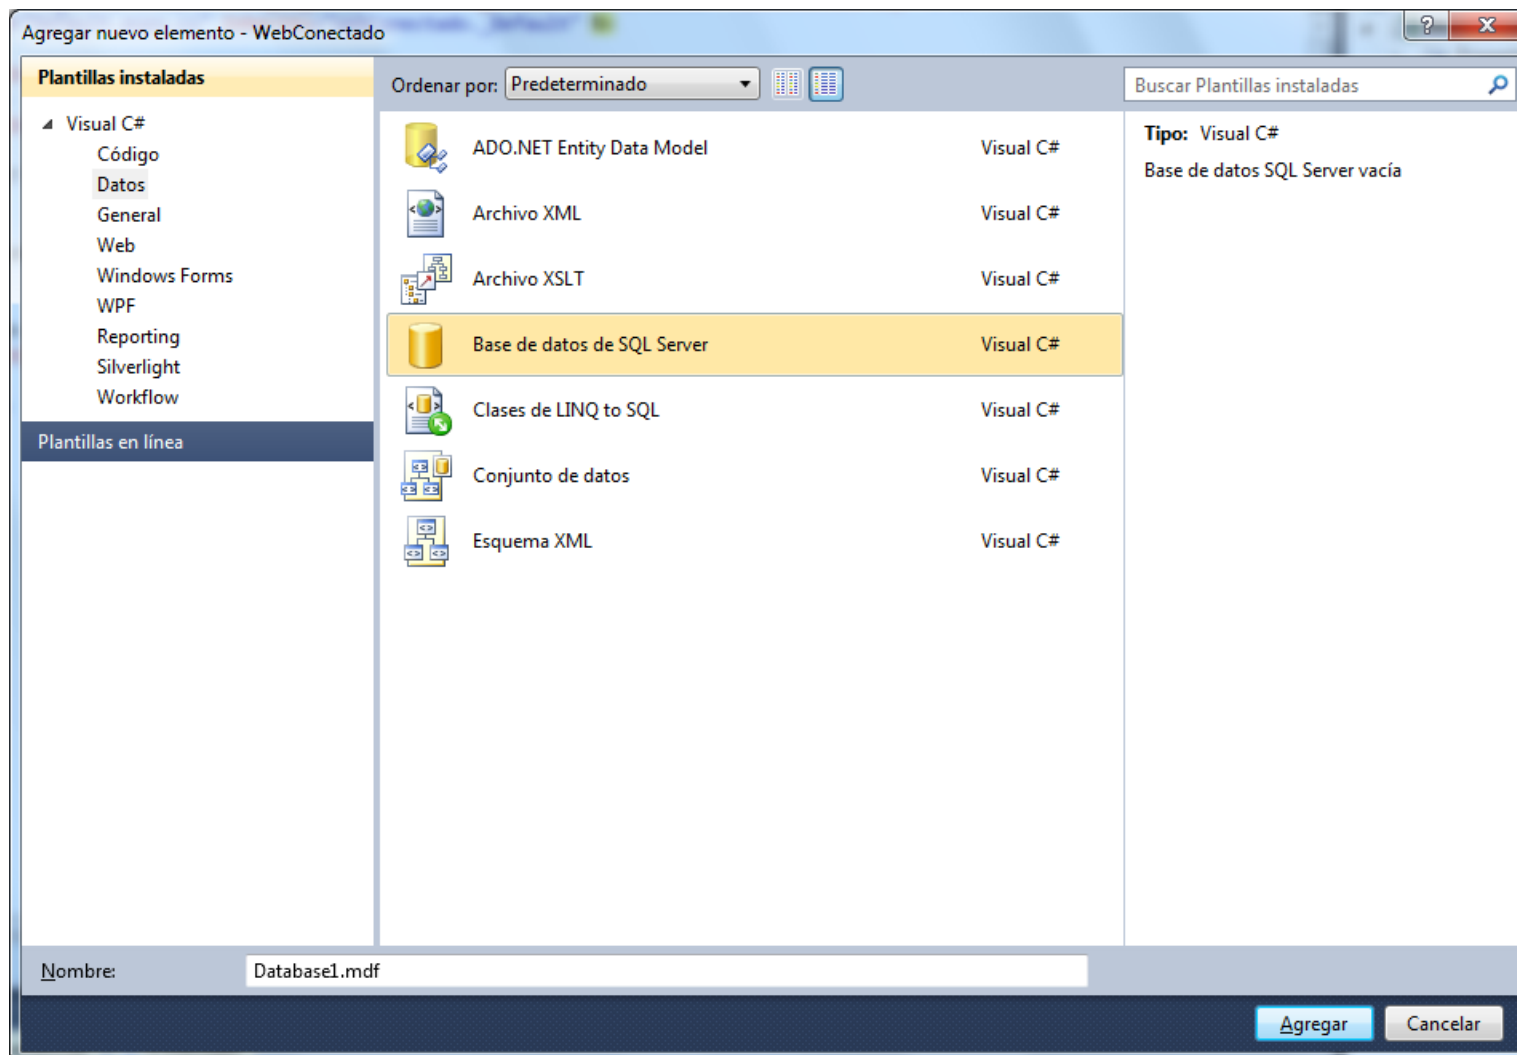 Agregar nuevo elemento - WebConectado
Plantillas instaladas
Ordenar por: Predeterminado
Buscar Plantillas instaladas
Visual C#
Código
Datos
General
Web
Windows Forms
WPF
Reporting
Silverlight
Workflow
Plantillas en línea
ADO.NET Entity Data Model Visual C#
Archivo XML Visual C#
Archivo XSLT Visual C#
Base de datos de SQL Server Visual C#
Clases de LINQ to SQL Visual C#
Conjunto de datos Visual C#
Esquema XML Visual C#
Tipo: Visual C#
Base de datos SQL Server vacía
Nombre: Database1.mdf
Agregar Cancelar